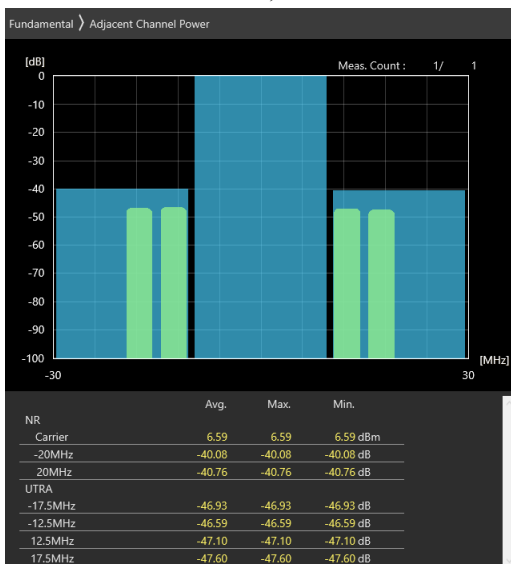 Fundamental 〉 Adjacent Channel Power
[dB] Meas. Count : 1/ 1
0
-10
-20
-30
-40
-50
-60
-70
-80
-90
-100
[MHz]
-30 30
Avg. Max. Min.
NR
Carrier 6.59 6.59 6.59 dBm
-20MHz -40.08 -40.08 -40.08 dB
20MHz -40.76 -40.76 -40.76 dB
UTRA
-17.5MHz -46.93 -46.93 -46.93 dB
-12.5MHz -46.59 -46.59 -46.59 dB
12.5MHz -47.10 -47.10 -47.10 dB
17.5MHz -47.60 -47.60 -47.60 dB